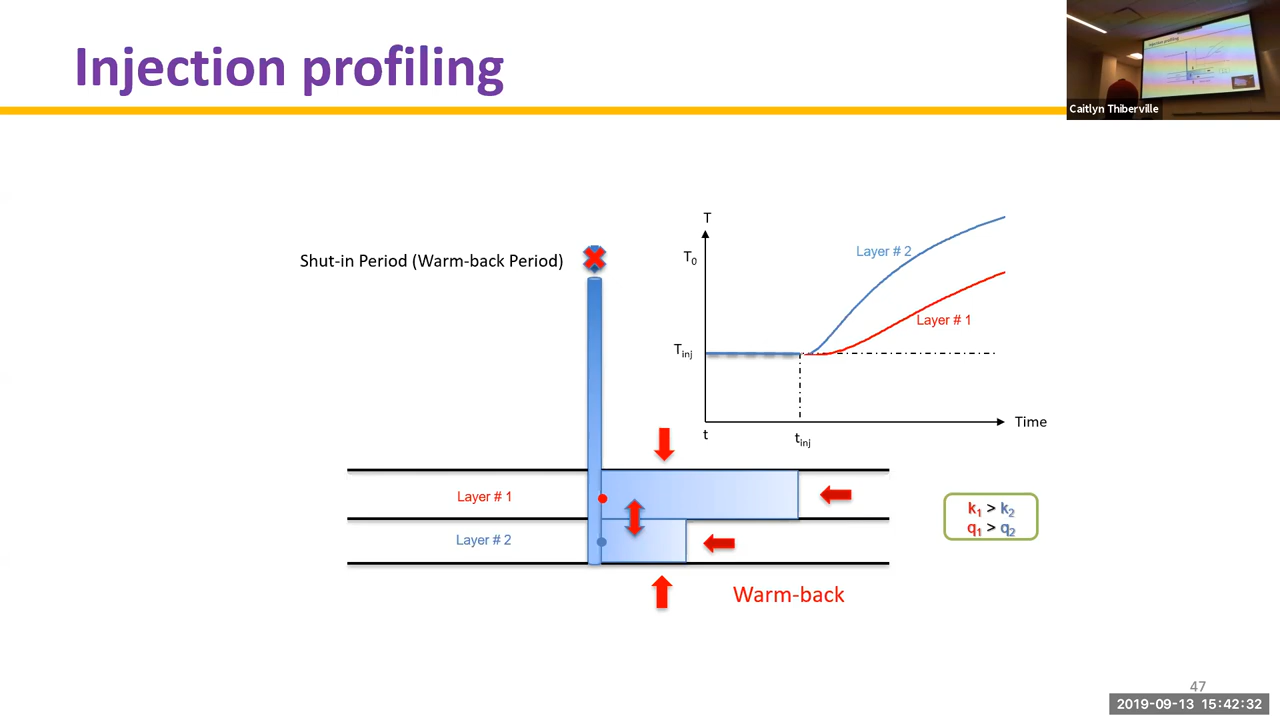 Injection profiling
Caitlyn Thiberville
Shut-in Period (Warm-back Period)
T
T0
Layer # 2
Layer # 1
Tinj
t
tinj
Time
Layer # 1
Layer # 2
k1 > k2
q1 > q2
Warm-back
47
2019-09-13 15:42:32